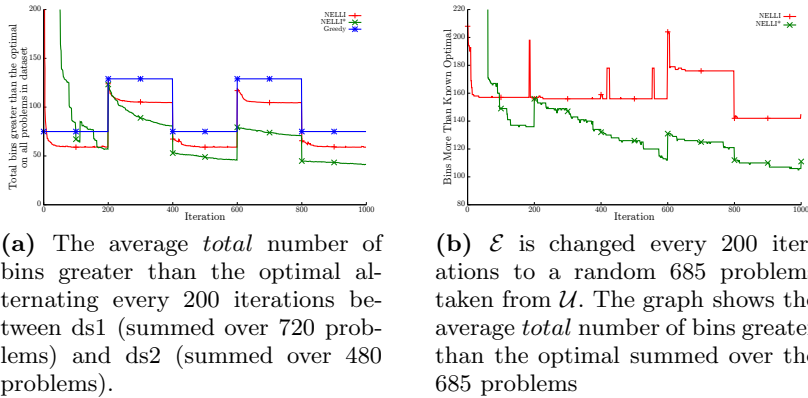 Total bins greater than the optimal
on all problems in dataset
200
150
100
50
0
0 200 400 600 800 1000
Iteration
NELLI
NELLI*
Greedy
Bins More Than Known Optimal
220
200
180
160
140
120
100
80
0 200 400 600 800 1000
Iteration
NELLI
NELLI*
(a) The average total number of
bins greater than the optimal al-
ternating every 200 iterations be-
tween ds1 (summed over 720 prob-
lems) and ds2 (summed over 480
problems).
(b) ℰ is changed every 200 iter
ations to a random 685 problem
taken from 𝒰. The graph shows th
average total number of bins greate
than the optimal summed over th
685 problems